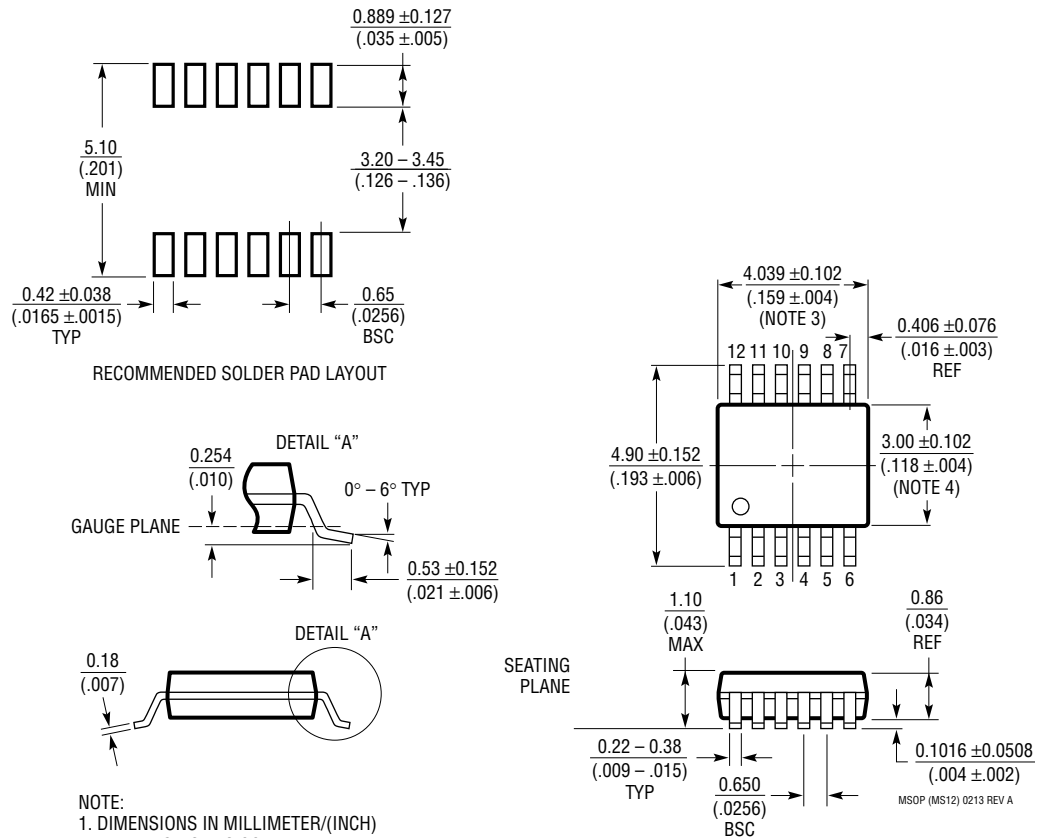 0.889 ±0.127
(.035 ±.005)
5.10
(.201)
MIN
3.20 – 3.45
(.126 – .136)
0.42 ±0.038
(.0165 ±.0015)
TYP
0.65
(.0256)
BSC
RECOMMENDED SOLDER PAD LAYOUT
4.039 ±0.102
(.159 ±.004)
(NOTE 3)
0.406 ±0.076
(.016 ±.003)
REF
12 11 10 9 8 7
4.90 ±0.152
(.193 ±.006)
3.00 ±0.102
(.118 ±.004)
(NOTE 4)
1 2 3 4 5 6
DETAIL “A”
0.254
(.010)
0° – 6° TYP
GAUGE PLANE
0.53 ±0.152
(.021 ±.006)
DETAIL “A”
0.18
(.007)
1.10
(.043)
MAX
0.86
(.034)
REF
SEATING
PLANE
0.22 – 0.38
(.009 – .015)
TYP
0.650
(.0256)
BSC
0.1016 ±0.0508
(.004 ±.002)
MSOP (MS12) 0213 REV A
NOTE:
1. DIMENSIONS IN MILLIMETER/(INCH)